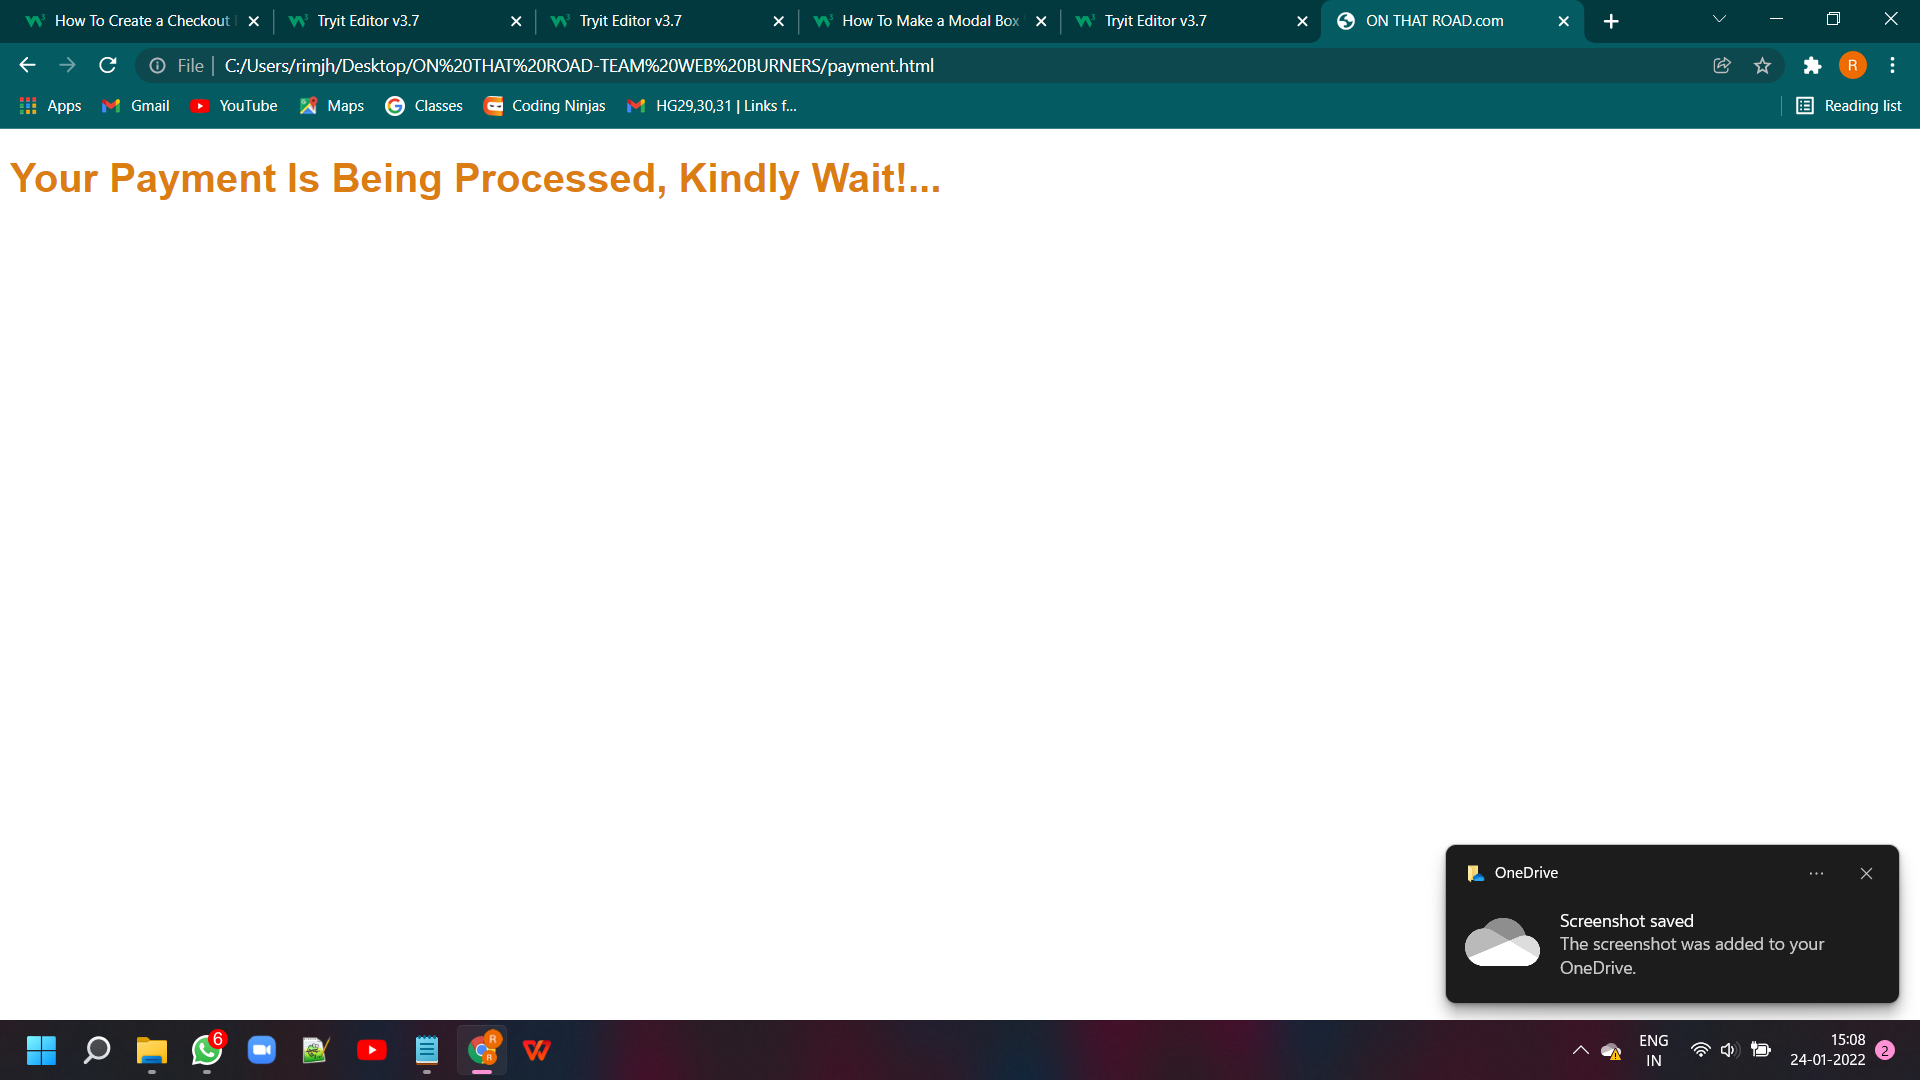 How To Create a Checkout
Tryit Editor v3.7
Tryit Editor v3.7
How To Make a Modal Box
Tryit Editor v3.7
ON THAT ROAD.com
File
C:/Users/rimjh/Desktop/ON%20THAT%20ROAD-TEAM%20WEB%20BURNERS/payment.html
R
Apps
Gmail
YouTube
Maps
Classes
Coding Ninjas
HG29,30,31 | Links f...
Reading list
Your Payment Is Being Processed, Kindly Wait!...
OneDrive
Screenshot saved
The screenshot was added to your
OneDrive.
6
R
R
ENG
IN
15:08
24-01-2022
2